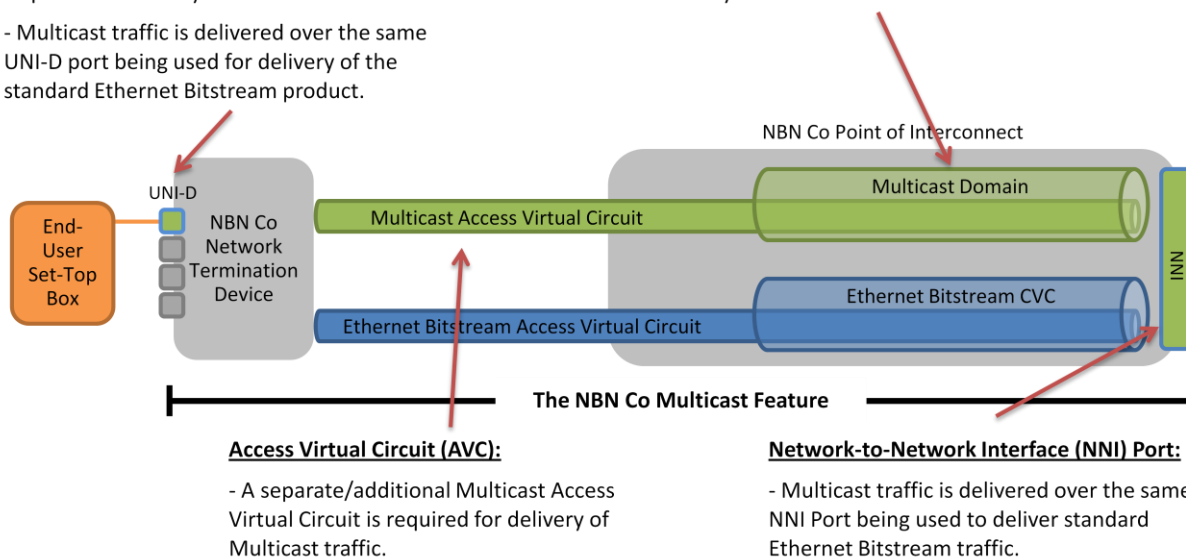 - Multicast traffic is delivered over the same
UNI-D port being used for delivery of the
standard Ethernet Bitstream product.
NBN Co Point of Interconnect
UNI-D
End-
User
Set-Top
Box
NBN Co
Network
Termination
Device
Multicast Domain
Multicast Access Virtual Circuit
Ethernet Bitstream CVC
Ethernet Bitstream Access Virtual Circuit
NNI
The NBN Co Multicast Feature
Access Virtual Circuit (AVC):
- A separate/additional Multicast Access
Virtual Circuit is required for delivery of
Multicast traffic.
Network-to-Network Interface (NNI) Port:
- Multicast traffic is delivered over the same
NNI Port being used to deliver standard
Ethernet Bitstream traffic.